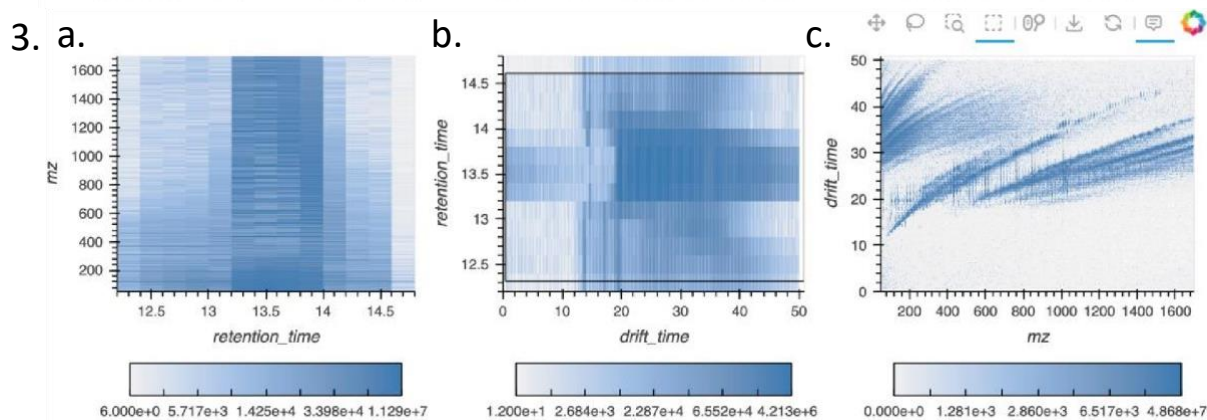 3. a. b. c.
mz
1600
1400
1200
1000
800
600
400
200
12.5 13 13.5 14 14.5
retention_time
6.000e+0 5.717e+3 1.425e+4 3.398e+4 1.129e+7
retention_time
14.5
14
13.5
13
12.5
0 10 20 30 40 50
drift_time
1.200e+1 2.684e+3 2.287e+4 6.552e+4 4.213e+6
drift_time
50
40
30
20
10
0
200 400 600 800 1000 1200 1400 1600
mz
0.000e+0 1.281e+3 2.860e+3 6.517e+3 4.868e+7